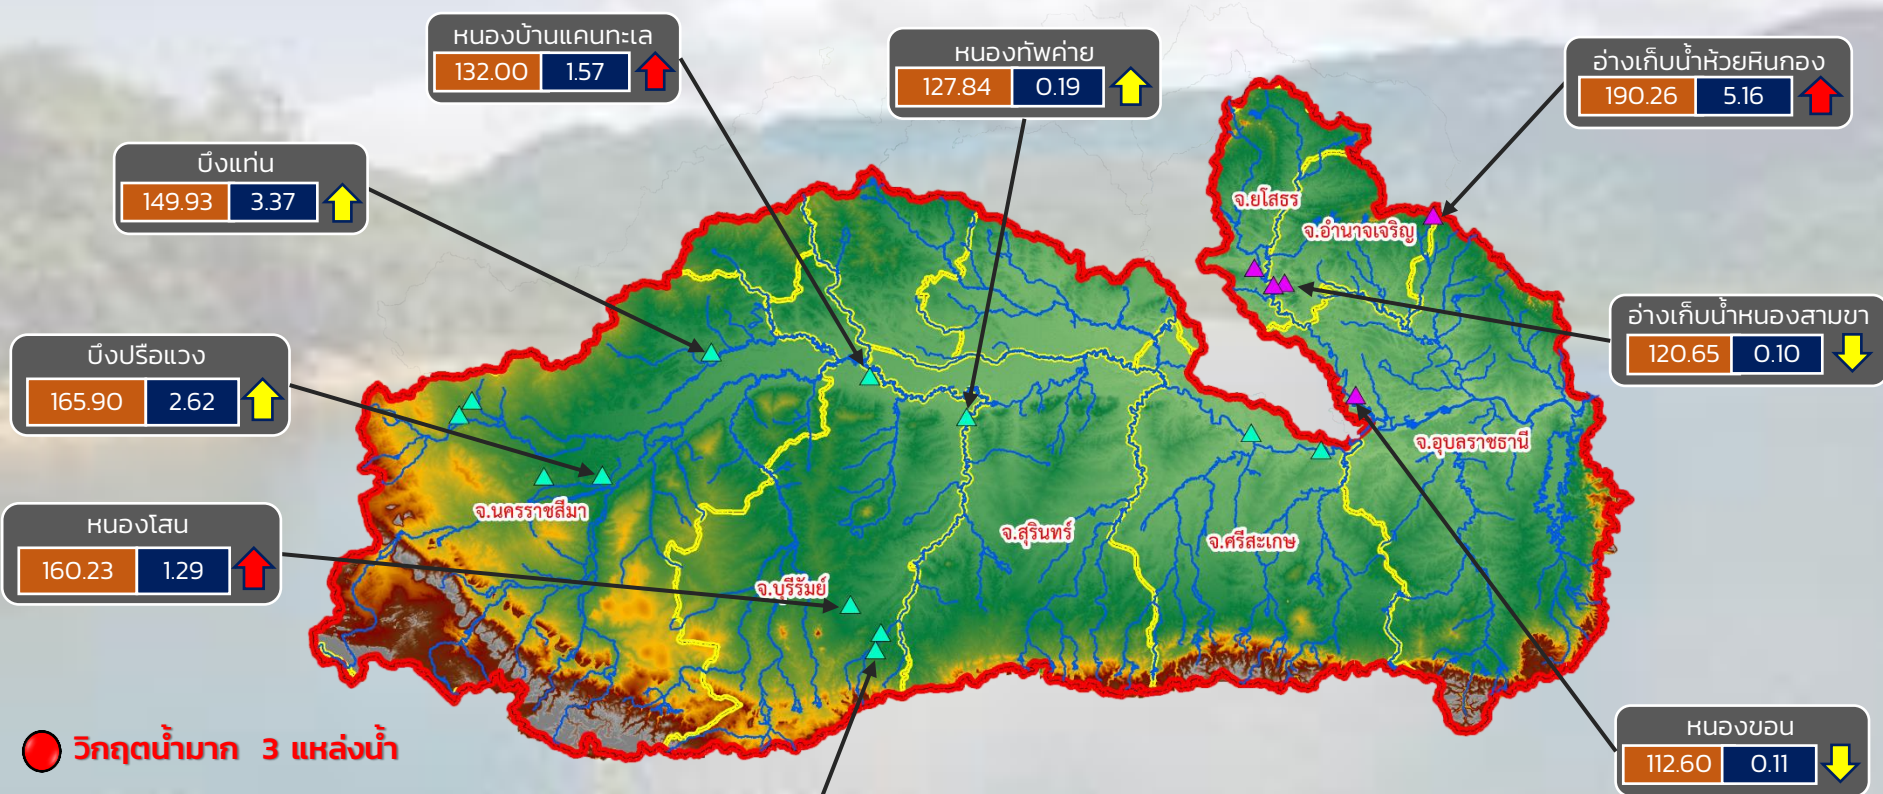 หนองบ้านแคนทะเล
132.00 1.57
หนองทัพค่าย
127.84 0.19
อ่างเก็บน้ำห้วยหินกอง
190.26 5.16
บึงแท่น
149.93 3.37
จ.ยโสธร
จ.อำนาจเจริญ
อ่างเก็บน้ำหนองสามขา
120.65 0.10
บึงปรือแวง
165.90 2.62
จ.อุบลราชธานี
จ.นครราชสีมา
หนองโสน
160.23 1.29
จ.สุรินทร์
จ.ศรีสะเกษ
จ.บุรีรัมย์
หนองขอน
112.60 0.11
วิกฤตน้ำมาก 3 แหล่งน้ำ